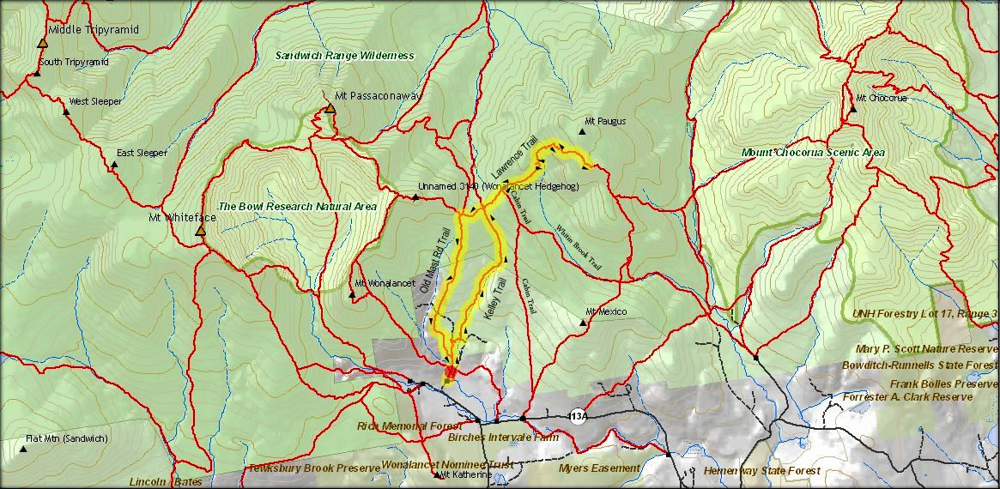 Middle Tripyramid
Sandwich Range Wilderness
South Tripyramid
Mt Passaconaway
West Sleeper
Mt Chocorua
Mt Paugus
Lawrence Trail
East Sleeper
Mount Chocorua Scenic Area
Unnamed 3140 (Wonalancet Hedgehog)
The Bowl Research Natural Area
Cabin Trail
Mt Whiteface
Whitin Brook Trail
Old Mast Rd Trail
Mt Wonalancet
Kelley Trail
Cabin Trail
Mt Mexico
UNH Forestry Lot 17, Range 3
Mary P. Scott Nature Reserve
Bowditch-Runnells State Forest
Frank Bolles Preserve
Forrester A. Clark Reserve
113A
Rich Memorial Forest
Birches Intervale Farm
Flat Mtn (Sandwich)
Tewksbury Brook Preserve
Wonalancet Nominee Trust
Myers Easement
Hemenway State Forest
Mt Katherine
Lincoln Bates